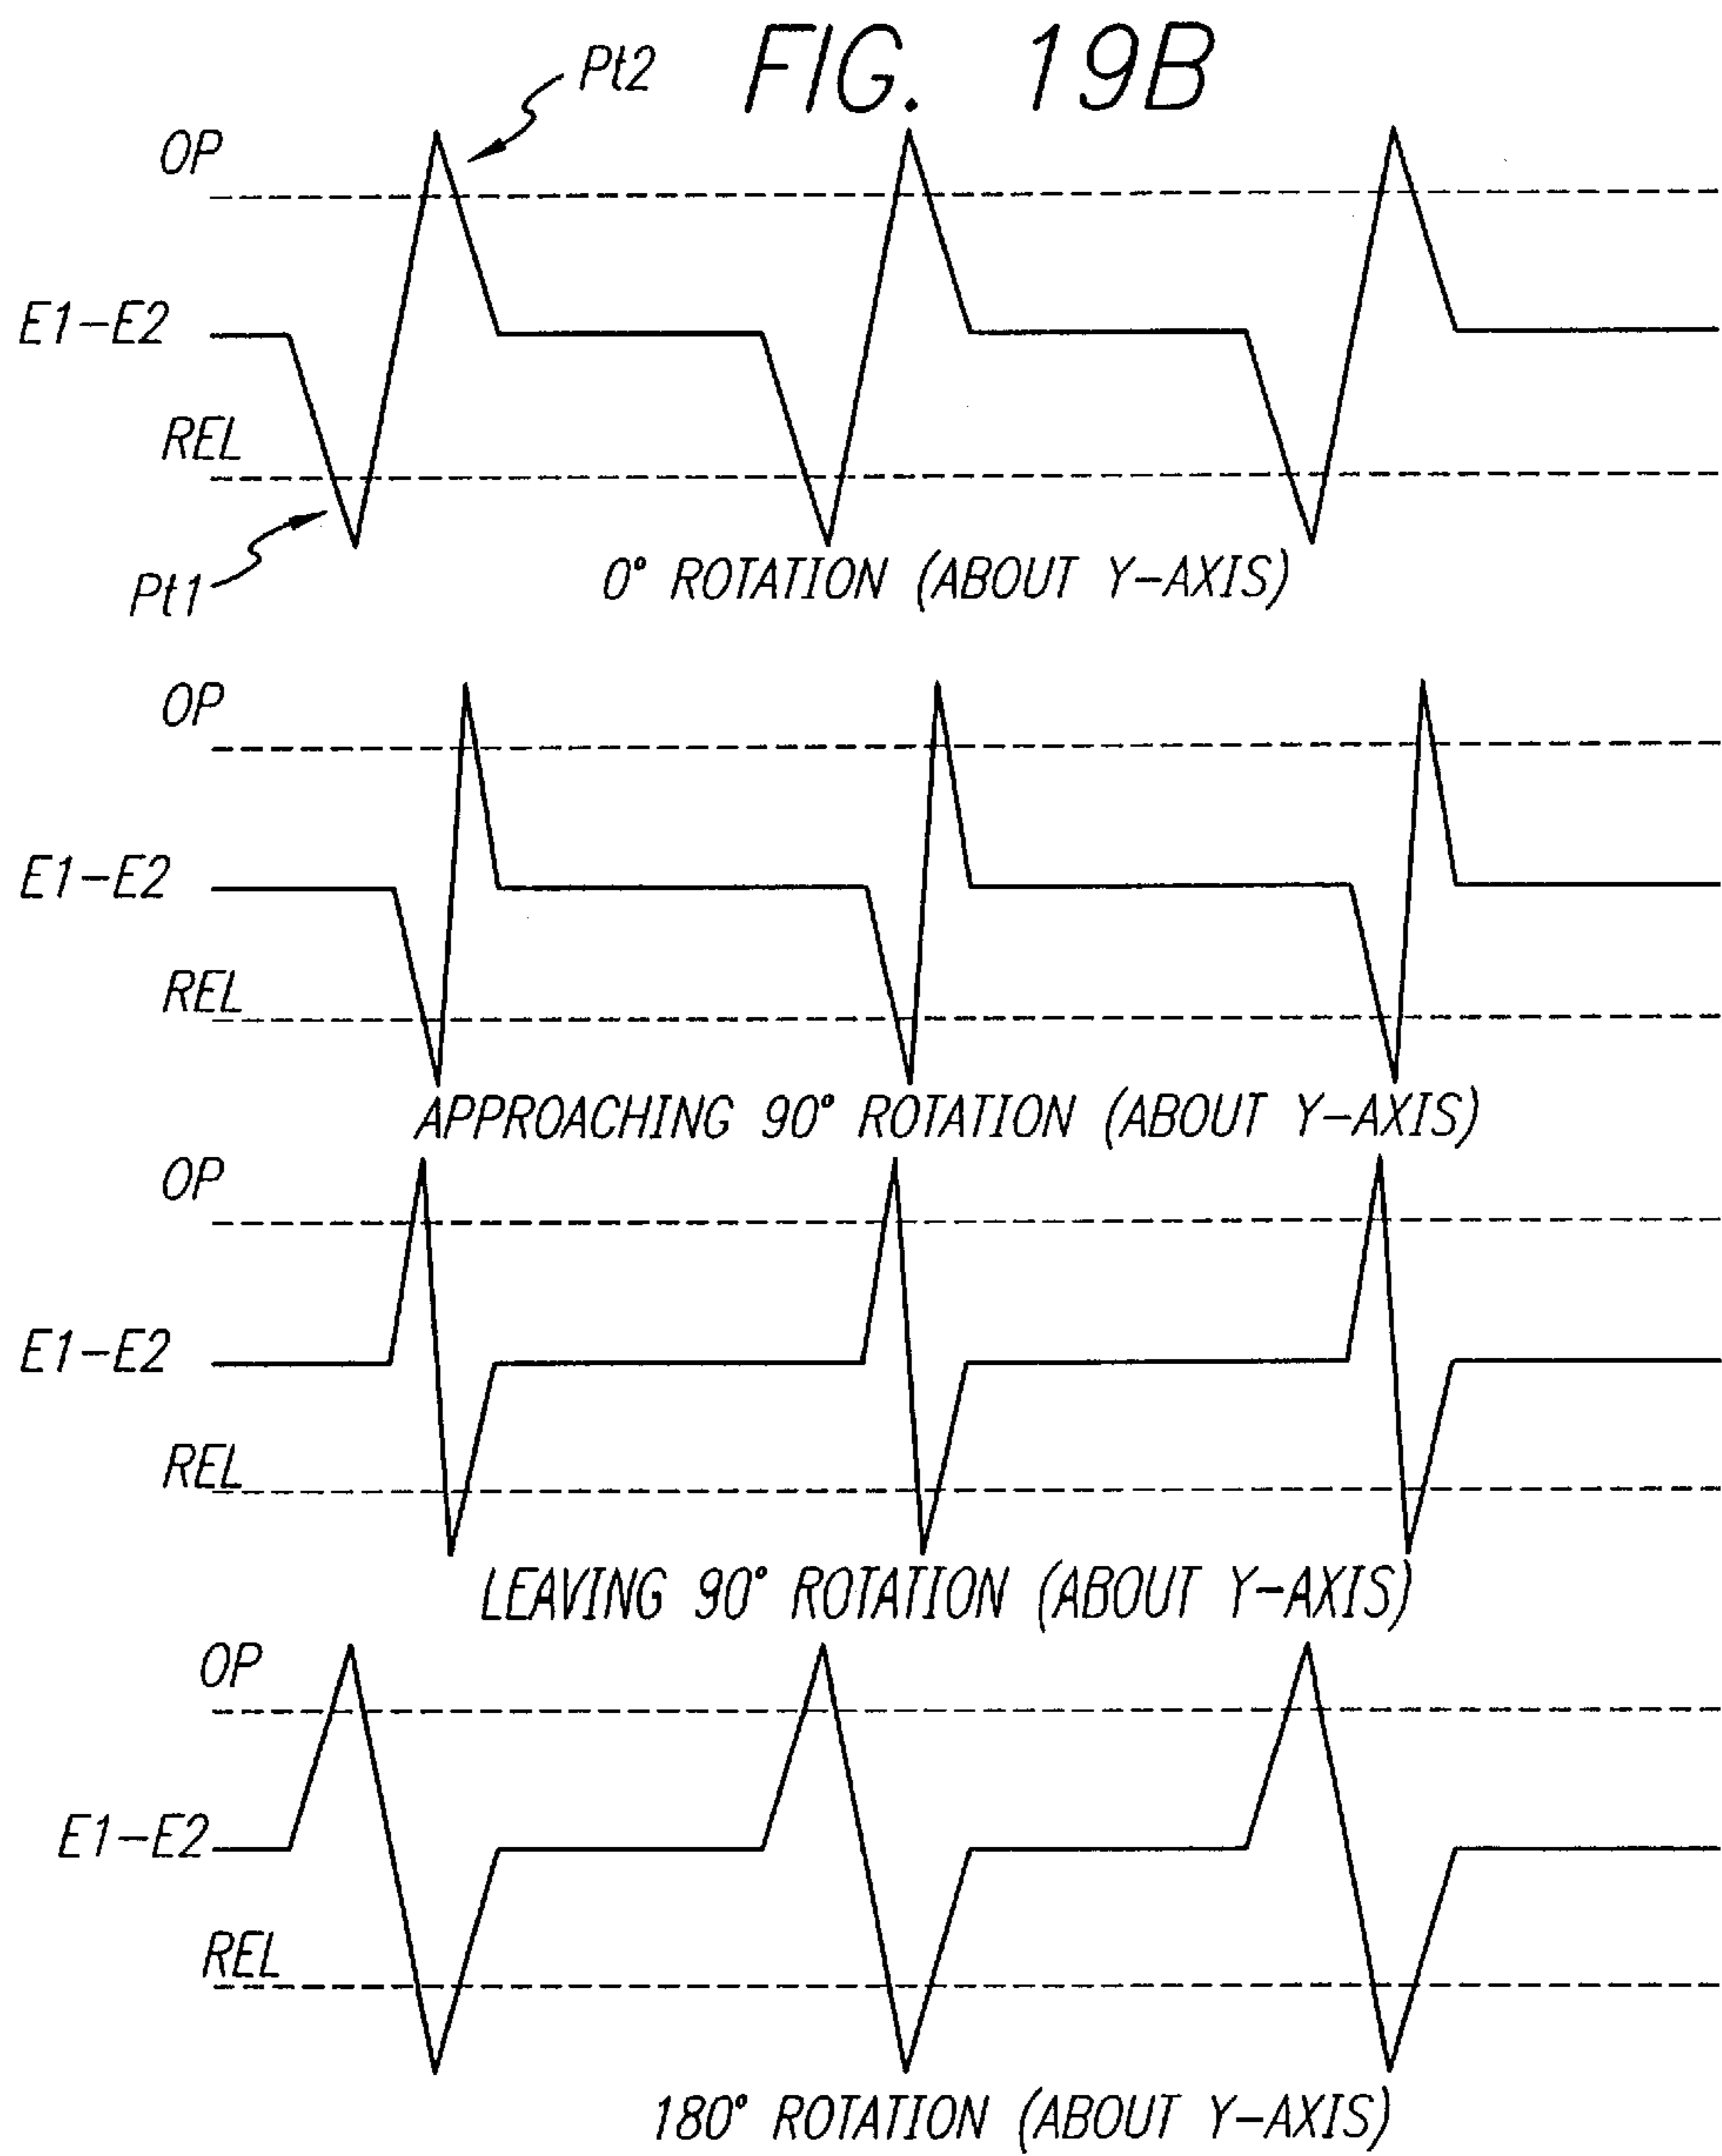 FIG. 19B
Pt2
OP
E1-E2
REL
Pt1
0° ROTATION (ABOUT Y-AXIS)
OP
E1-E2
REL
APPROACHING 90° ROTATION (ABOUT Y-AXIS)
OP
E1-E2
REL
LEAVING 90° ROTATION (ABOUT Y-AXIS)
OP
E1-E2
REL
180° ROTATION (ABOUT Y-AXIS)